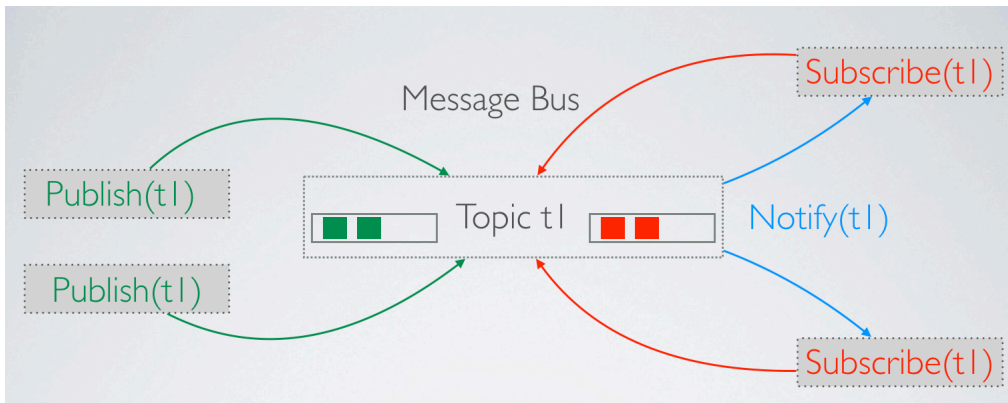 Message Bus
Subscribe(t1)
Publish(t1)
Topic t1
Notify(t1)
Publish(t1)
Subscribe(t1)